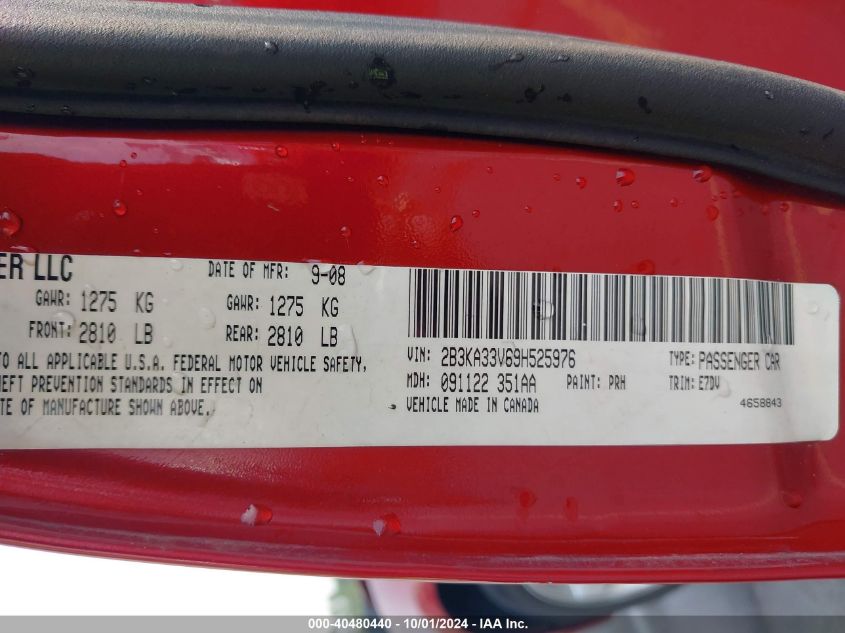 ER LLC DATE OF MFR: 9-08
GAWR: 1275 KG GAWR: 1275 KG
FRONT: 2810 LB REAR: 2810 LB
TO ALL APPLICABLE U.S.A. FEDERAL MOTOR VEHICLE SAFETY,
HEFT PREVENTION STANDARDS IN EFFECT ON
TE OF MANUFACTURE SHOWN ABOVE.
VIN: 2B3KA33V69H525976 TYPE: PASSENGER CAR
MDH: 091122 351AA PAINT: PRH TRIM: E7DV
VEHICLE MADE IN CANADA 4658843
000-40480440 - 10/01/2024 - IAA Inc.